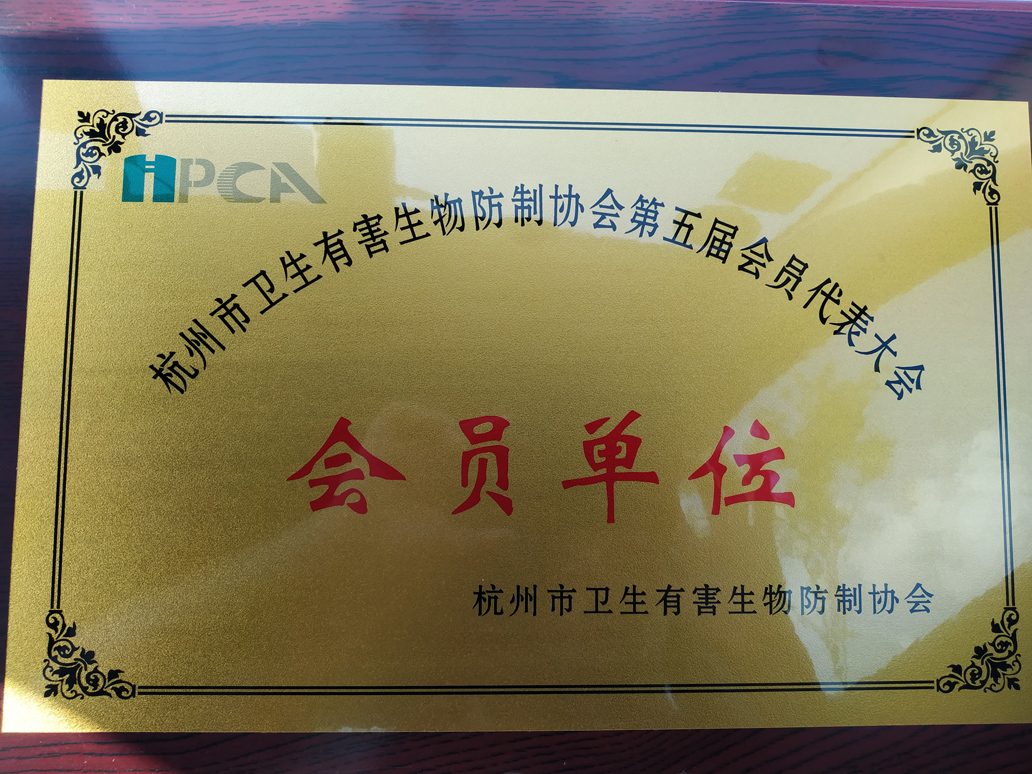 HPCA
杭州市卫生有害生物防制协会第五届会员代表大会
会员单位
杭州市卫生有害生物防制协会